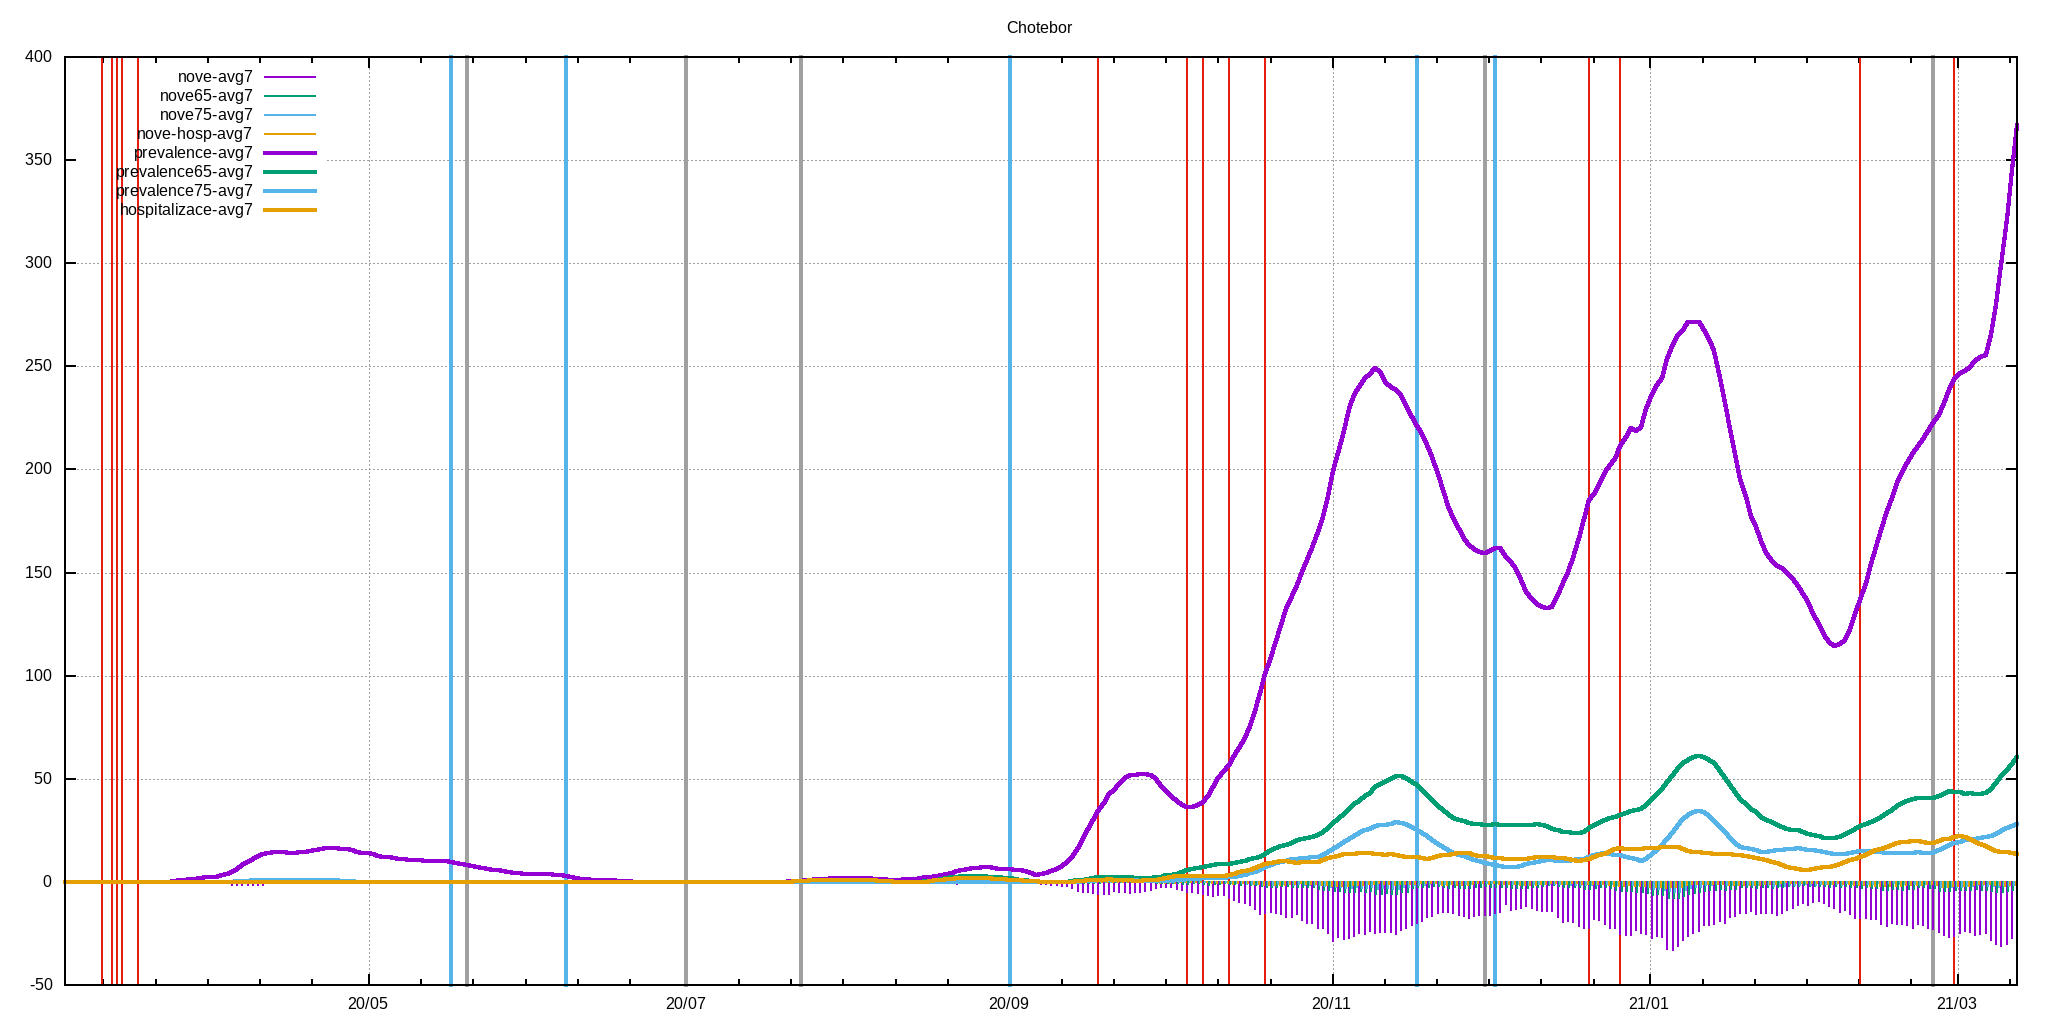 Chotebor
400
350
300
250
200
150
100
50
0
-50
nove-avg7
nove65-avg7
nove75-avg7
nove-hosp-avg7
prevalence-avg7
prevalence65-avg7
prevalence75-avg7
hospitalizace-avg7
20/05
20/07
20/09
20/11
21/01
21/03